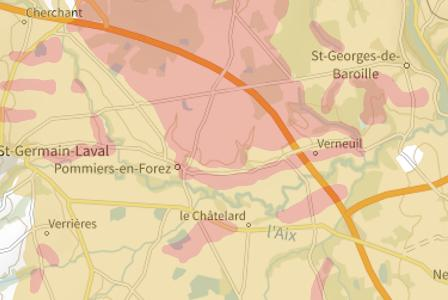 Cherchant
St-Georges-de-
Baroille
St-Germain-Laval
Verneuil
Pommiers-en-Forez
le Châtelard
Verrières
l'Aix
Ne